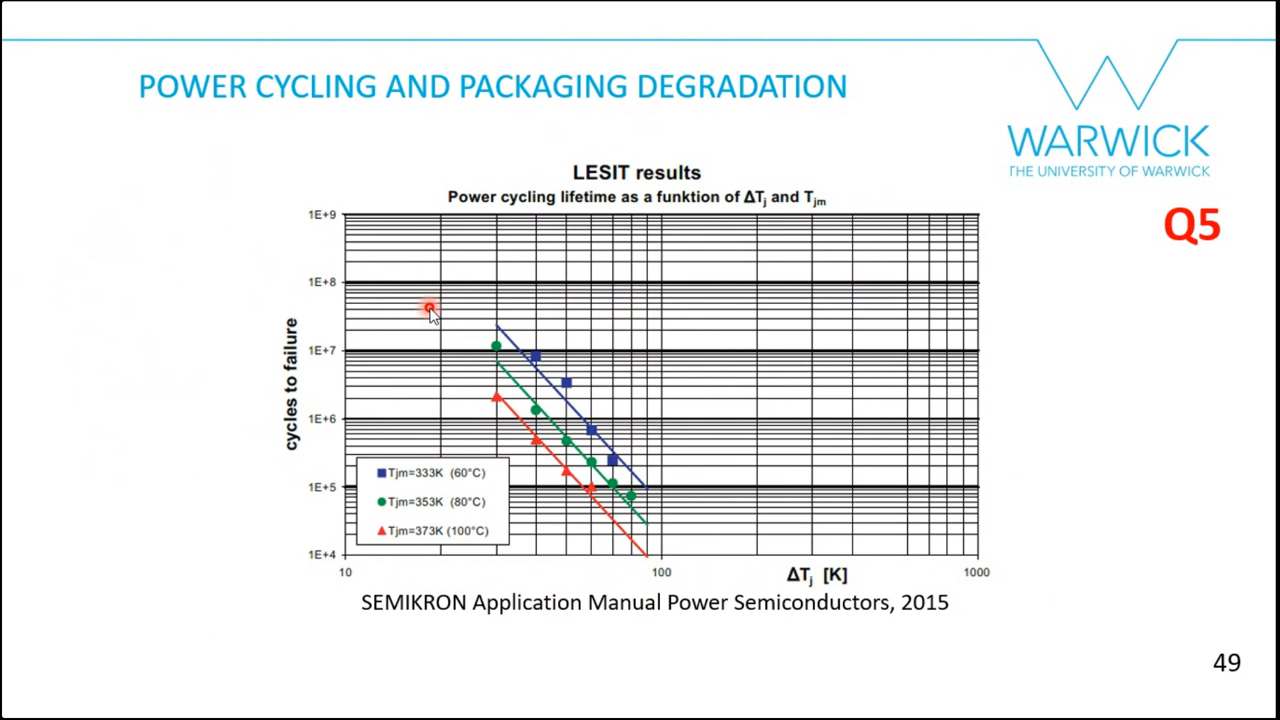 POWER CYCLING AND PACKAGING DEGRADATION
WARWICK
THE UNIVERSITY OF WARWICK
Q5
LESIT results
Power cycling lifetime as a funktion of ΔTj and Tjm
cycles to failure
1E+9
1E+8
1E+7
1E+6
1E+5
1E+4
Tjm=333K (60°C)
Tjm=353K (80°C)
Tjm=373K (100°C)
10
100
1000
ΔTj [K]
SEMIKRON Application Manual Power Semiconductors, 2015
49